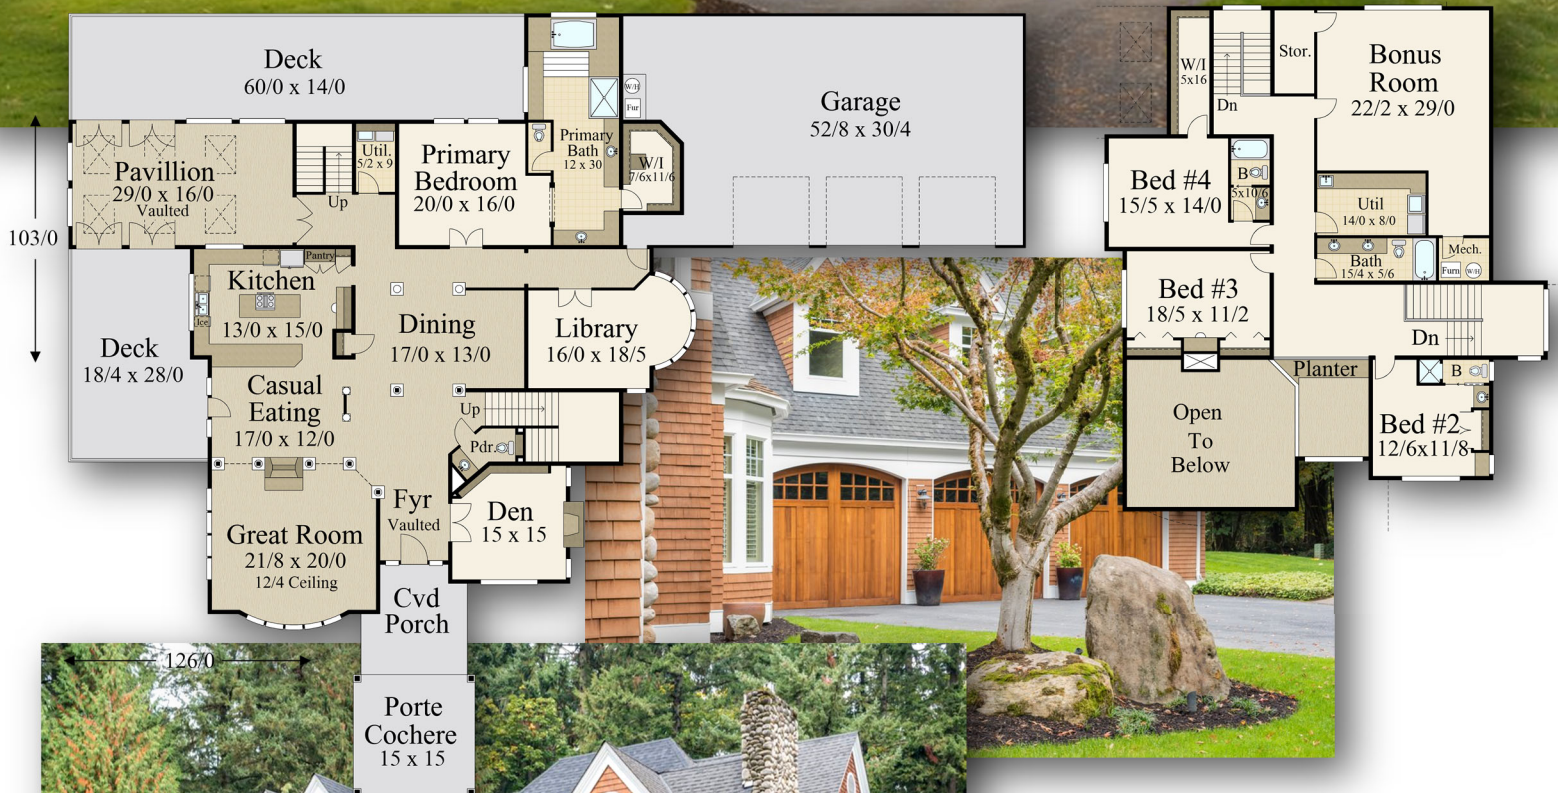 Deck
60/0 x 14/0
Garage
52/8 x 30/4
W/H
Fur
Primary
Bath
12 x 30
W/I
7/6x11/6
Pavillion
29/0 x 16/0
Vaulted
Up
Util.
5/2 x 9
Primary
Bedroom
20/0 x 16/0
103/0
Pantry
Kitchen
13/0 x 15/0
Ice
Dining
17/0 x 13/0
Library
16/0 x 18/5
Deck
18/4 x 28/0
Casual
Eating
17/0 x 12/0
Up
Pdr.
Fyr
Vaulted
Den
15 x 15
Great Room
21/8 x 20/0
12/4 Ceiling
Cvd
Porch
126/0
Porte
Cochere
15 x 15
W/I
5x16
Dn
Stor.
Bonus
Room
22/2 x 29/0
Bed #4
15/5 x 14/0
B
5x10/6
Util
14/0 x 8/0
Bath
15/4 x 5/6
Mech.
Furn
W/H
Bed #3
18/5 x 11/2
Dn
Planter
B
Open
To
Below
Bed #2
12/6x11/8